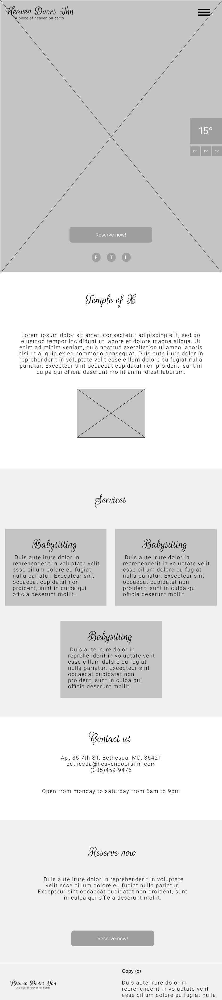 Heaven Doors Inn
A piece of heaven on earth
15°
15° 15° 15°
Reserve now!
F T L
Temple of X
Lorem ipsum dolor sit amet, consectetur adipiscing elit, sed do
eiusmod tempor incididunt ut labore et dolore magna aliqua. Ut
enim ad minim veniam, quis nostrud exercitation ullamco laboris
nisi ut aliquip ex ea commodo consequat. Duis aute irure dolor in
reprehenderit in voluptate velit esse cillum dolore eu fugiat nulla
pariatur. Excepteur sint occaecat cupidatat non proident, sunt in
culpa qui officia deserunt mollit anim id est laborum.
Services
Babysitting
Duis aute irure dolor in
reprehenderit in voluptate velit
esse cillum dolore eu fugiat
nulla pariatur. Excepteur sint
occaecat cupidatat non
proident, sunt in culpa qui
officia deserunt mollit.
Babysitting
Duis aute irure dolor in
reprehenderit in voluptate velit
esse cillum dolore eu fugiat
nulla pariatur. Excepteur sint
occaecat cupidatat non
proident, sunt in culpa qui
officia deserunt mollit.
Babysitting
Duis aute irure dolor in
reprehenderit in voluptate velit
esse cillum dolore eu fugiat
nulla pariatur. Excepteur sint
occaecat cupidatat non
proident, sunt in culpa qui
officia deserunt mollit.
Contact us
Apt 35 7th ST, Bethesda, MD, 35421
bethesda@heavendoorsinn.com
(305)459-9475
Open from monday to saturday from 6am to 9pm
Reserve now
Duis aute irure dolor in reprehenderit in voluptate
velit esse cillum dolore eu fugiat nulla pariatur.
Excepteur sint occaecat cupidatat non proident, sunt
in culpa qui officia deserunt mollit.
Reserve now!
Heaven Doors Inn
A piece of heaven on earth
Copy (c)
Duis aute irure dolor in
reprehenderit in voluptate velit
esse cillum dolore eu fugiat nulla